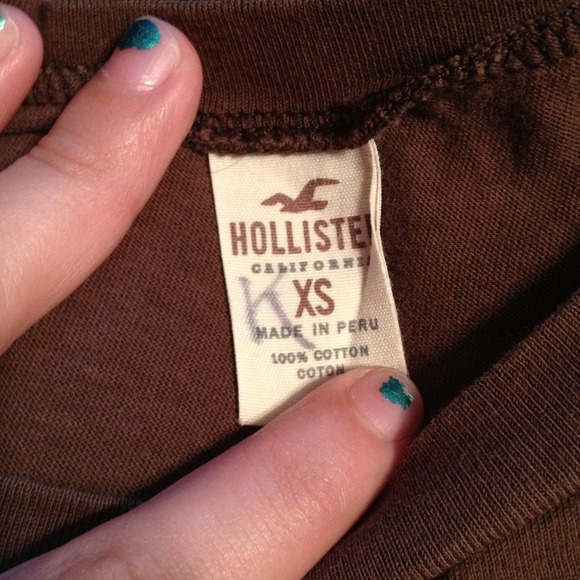 HOLLISTE
CALIFORNI
K XS
MADE IN PERU
100% COTTON
COTON